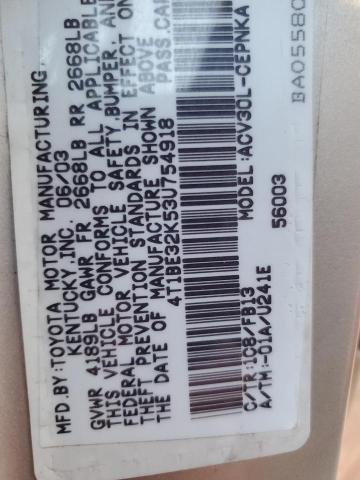 MFD.BY:TOYOTA MOTOR MANUFACTURING
KENTUCKY,INC. 06/03
GVWR 4189LB GAWR FR 2668LB RR 2668LB
THIS VEHICLE CONFORMS TO ALL APPLICABLE
FEDERAL MOTOR VEHICLE SAFETY,BUMPER, AND
THEFT PREVENTION STANDARDS IN EFFECT ON
THE DATE OF MANUFACTURE SHOWN ABOVE
4T1BE32K53U754918 PASS.CAR
C/TR:1C8/FB13 MODEL:ACV30L-CEPNKA
A/TM:-01A/U241E 56003
BA05580